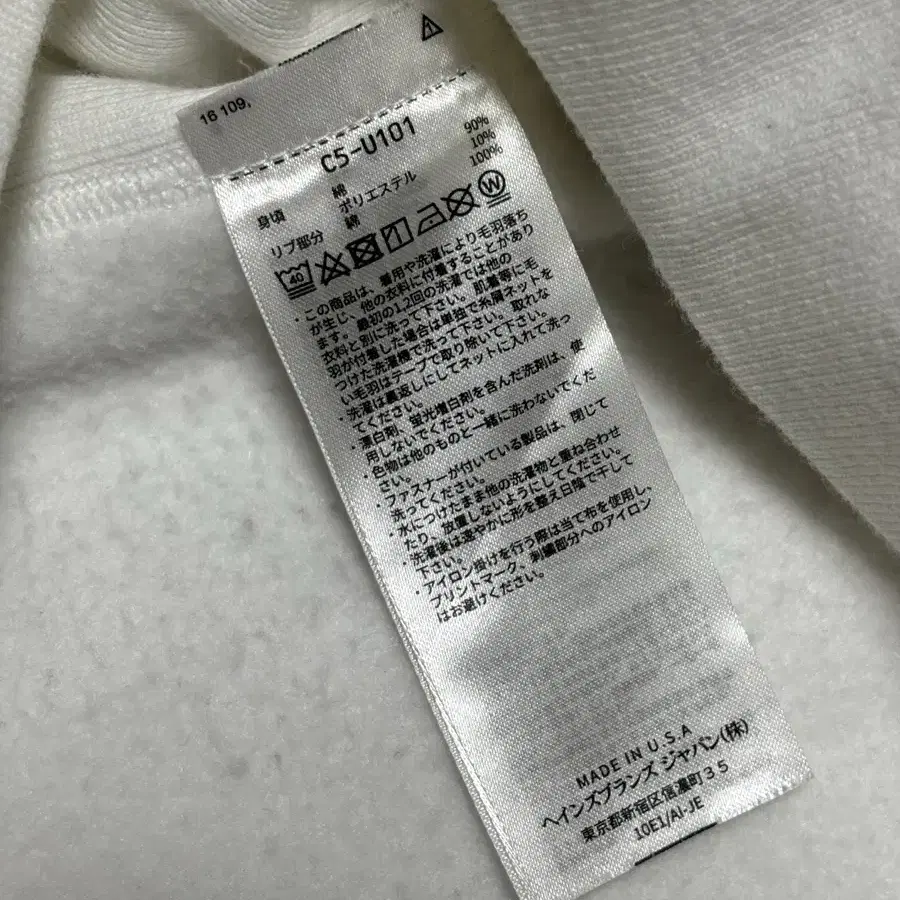 16 109,
C5-U101
身頃 綿 90%
ポリエステル 10%
リブ部分 綿 100%
40
W
・この商品は、着用や洗濯により毛羽落ち
が生じ、他の衣料に付着することがあり
ます。最初の1,2回の洗濯では他の
衣料と別に洗って下さい。肌着等に毛
羽が付着した場合は単独で糸屑ネットを
つけた洗濯機で洗って下さい。取れな
い毛羽はテープで取り除いて下さい。
・洗濯は裏返しにしてネットに入れて洗っ
てください。
・漂白剤、蛍光増白剤を含んだ洗剤は、使
用しないでください。
色物は他のものと一緒に洗わないでくだ
さい。
・ファスナーが付いている製品は、閉じて
洗ってください。
・水につけたまま他の洗濯物と重ね合わせ
たり、放置しないようにしてください。
・洗濯後は速やかに形を整え日陰で干して
下さい。
・アイロン掛けを行う際は当て布を使用し、
プリントマーク、刺繍部分へのアイロン
はお避けください。
MADE IN U.S.A
ヘインズブランズ ジャパン(株)
東京都新宿区信濃町35
10E1/AI-JE